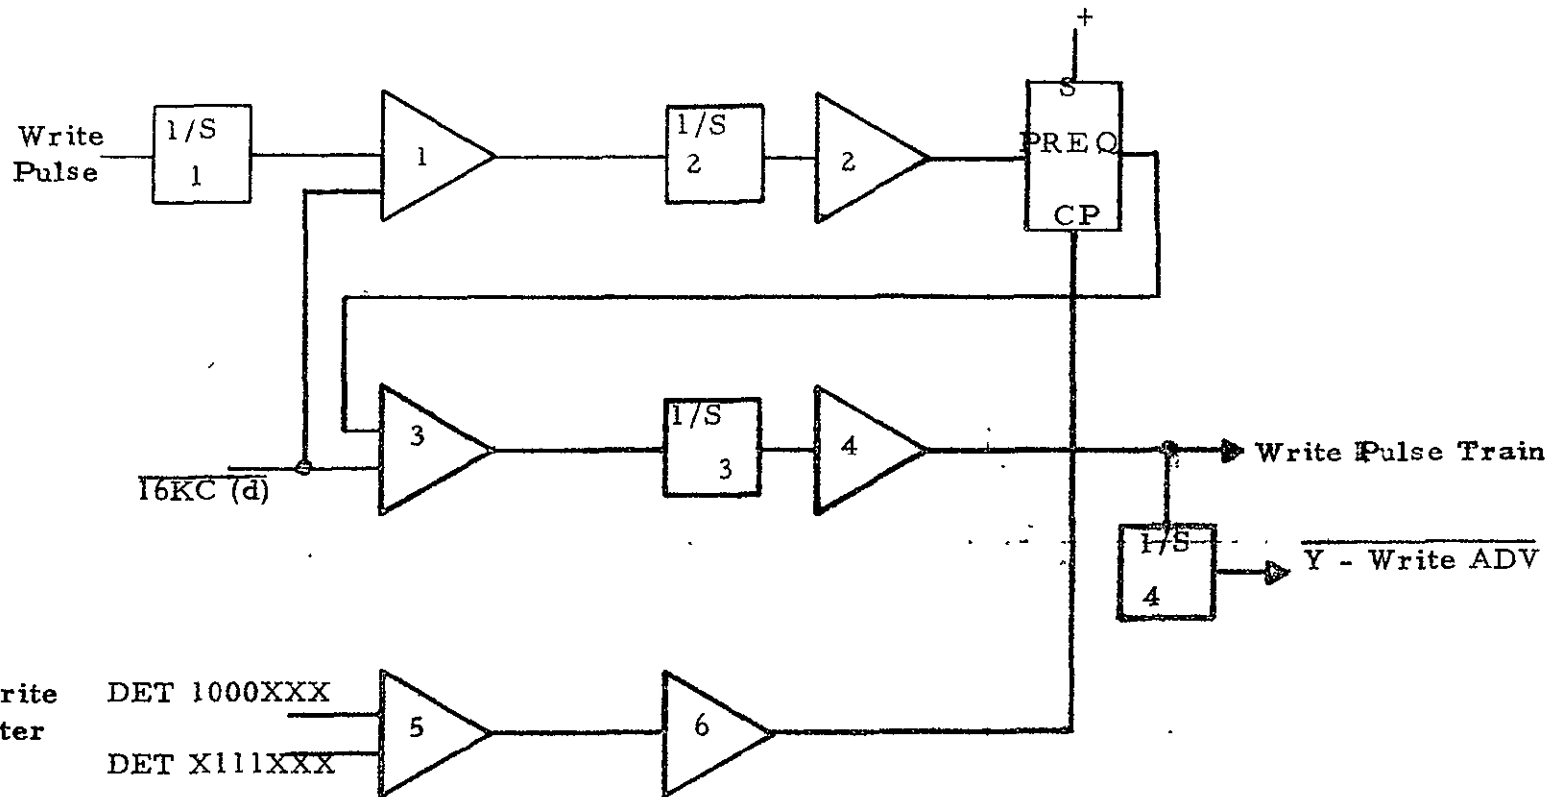 +
S
Write
Pulse
1/S
1
1
1/S
2
2
PREQ
CP
3
1/S
3
4
Write Pulse Train
16KC (d)
1/S
4
Y - Write ADV
rite
ter
DET 1000XXX
DET X111XXX
5
6